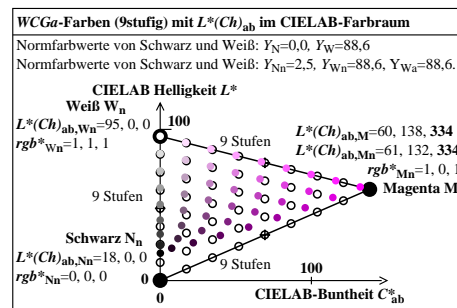 WCGa-Farben (9stufig) mit L*(Ch)ab im CIELAB-Farbraum
Normfarbwerte von Schwarz und Weiß: YN=0,0, YW=88,6
Normfarbwerte von Schwarz und Weiß: YNn=2,5, YWn=88,6, YWa=88,6.
CIELAB Helligkeit L*
Weiß Wn
100
L*(Ch)ab,Wn=95, 0, 0
rgb*Wn=1, 1, 1
9 Stufen
L*(Ch)ab,M=60, 138, 334
L*(Ch)ab,Mn=61, 132, 334
rgb*Mn=1, 0, 1
Magenta M
9 Stufen
Schwarz Nn
L*(Ch)ab,Nn=18, 0, 0
rgb*Nn=0, 0, 0
9 Stufen
0
100
0
CIELAB-Buntheit C*ab